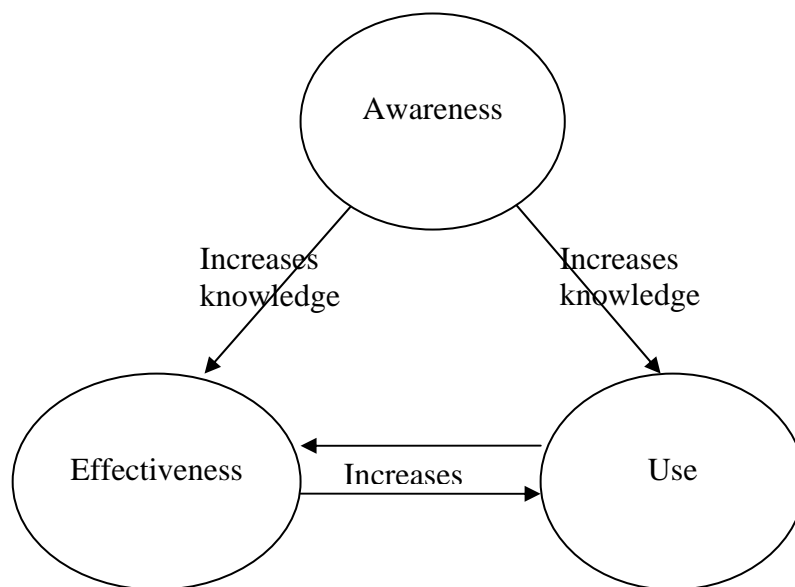 Awareness
Increases
knowledge
Increases
knowledge
Effectiveness
Increases
Use